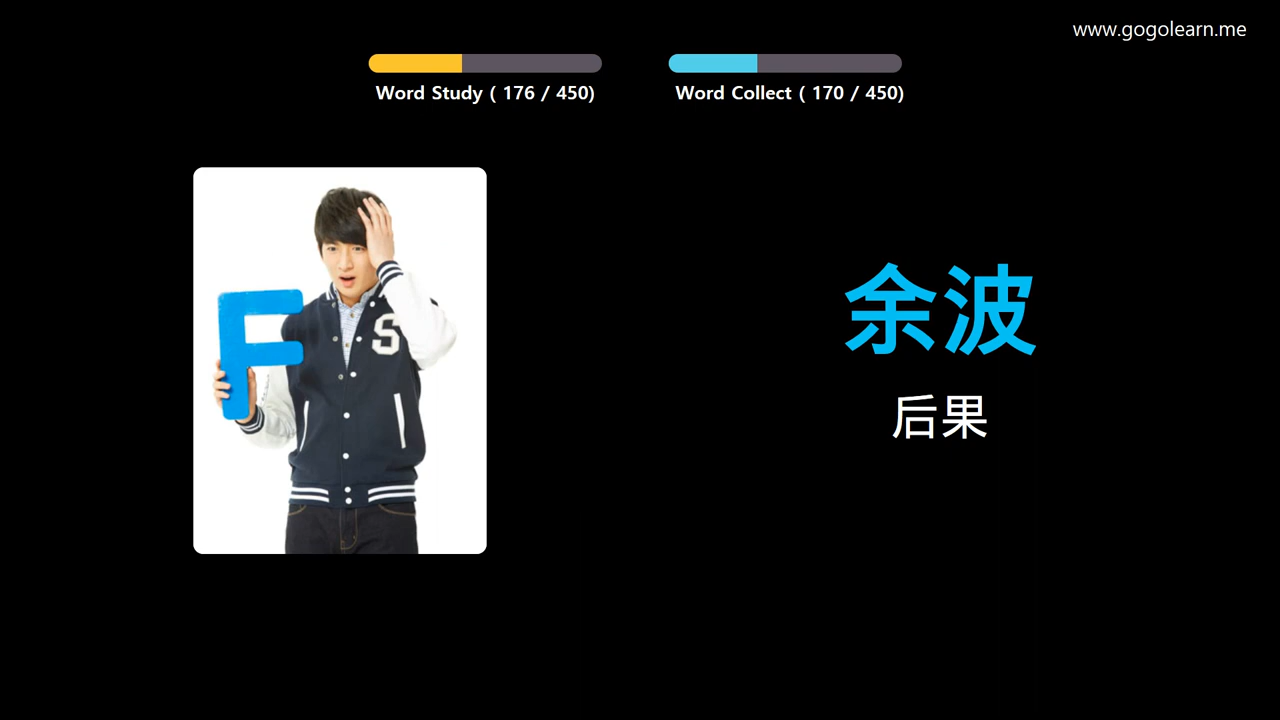 www.gogolearn.me
Word Study ( 176 / 450)
Word Collect ( 170 / 450)
F
S
余波
后果